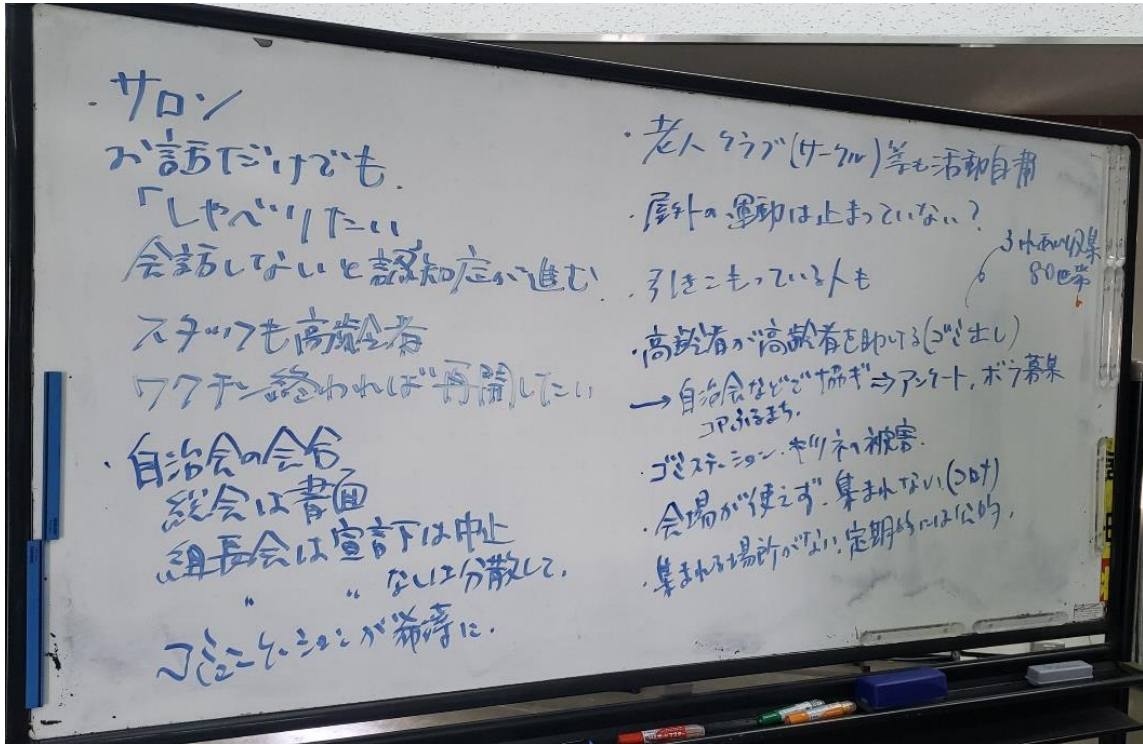 サロン
お話だけでも
「しゃべりたい
会話しないと認知症が進む
スタッフも高齢者
ワクチン終われば再開したい
・自治会の会合
総会は書面
組長会は宣言下は中止
〃 〃 ないは分散して.
コミュニケーションが希薄に.
・老人クラブ(サークル)等も活動自粛
・屋外の運動は止まっていない?
・引きこもっている人も
ふれあい収集
80世帯
・高齢者が高齢者を助ける(ゴミ出し)
→自治会などで協ギ⇒アンケート、ボラ募集
・ゴミステーション・キツネの被害.
・会場が使えず.集まれない.(コロナ)
・集まれる場所がない.定期的には公的.